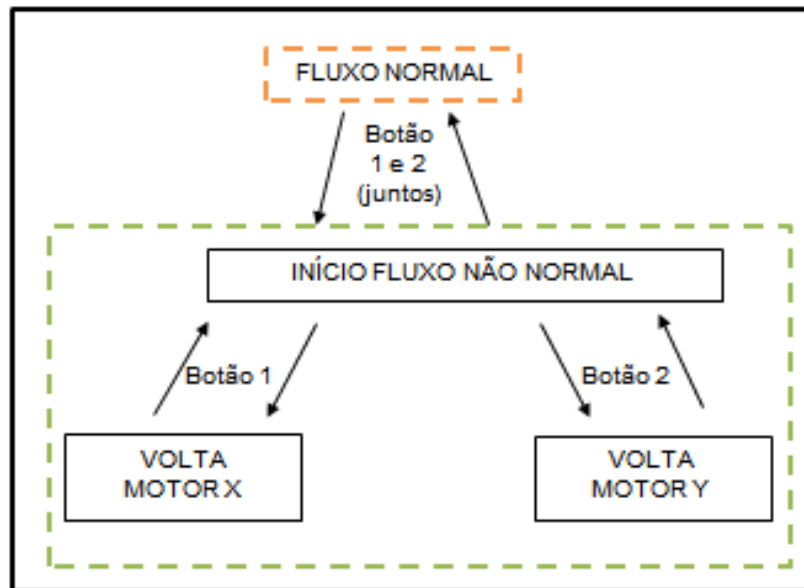 FLUXO NORMAL
Botão
1 e 2
(juntos)
INÍCIO FLUXO NÃO NORMAL
Botão 1
Botão 2
VOLTA
MOTOR X
VOLTA
MOTOR Y